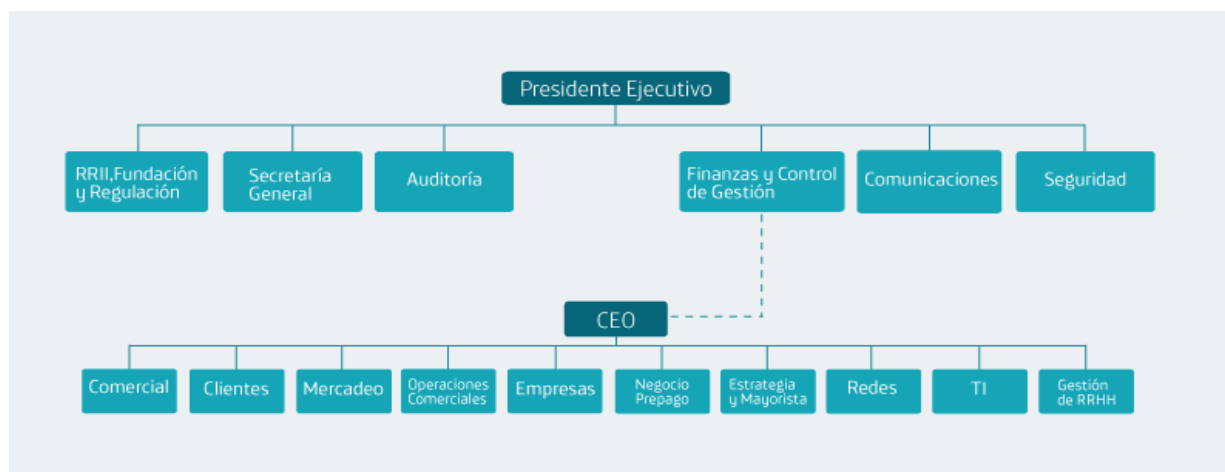 Presidente Ejecutivo
RRII,Fundación
y Regulación
Secretaría
General
Auditoría
Finanzas y Control
de Gestión
Comunicaciones
Seguridad
CEO
Comercial
Clientes
Mercadeo
Operaciones
Comerciales
Empresas
Negocio
Prepago
Estrategia
y Mayorista
Redes
TI
Gestión
de RRHH